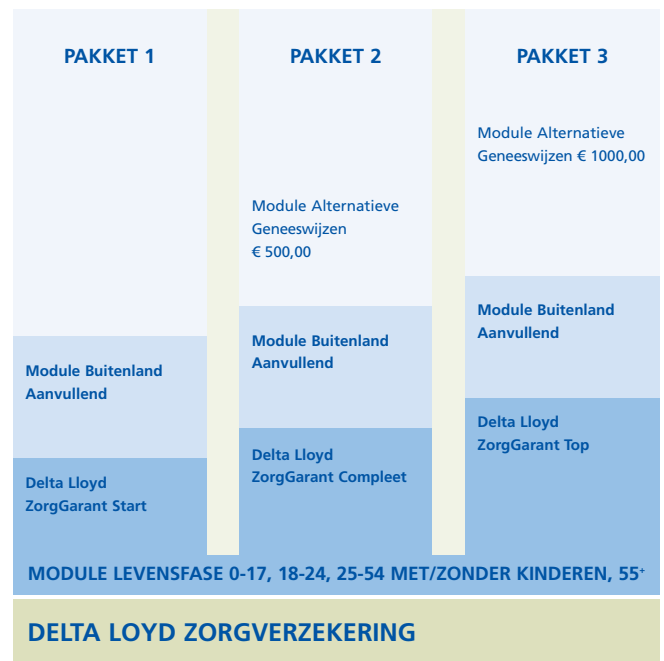 PAKKET 1
Module Buitenland
Aanvullend
Delta Lloyd
ZorgGarant Start
PAKKET 2
Module Alternatieve
Geneeswijzen
€ 500,00
Module Buitenland
Aanvullend
Delta Lloyd
ZorgGarant Compleet
PAKKET 3
Module Alternatieve
Geneeswijzen € 1000,00
Module Buitenland
Aanvullend
Delta Lloyd
ZorgGarant Top
MODULE LEVENSFASE 0-17, 18-24, 25-54 MET/ZONDER KINDEREN, 55⁺
DELTA LOYD ZORGVERZEKERING